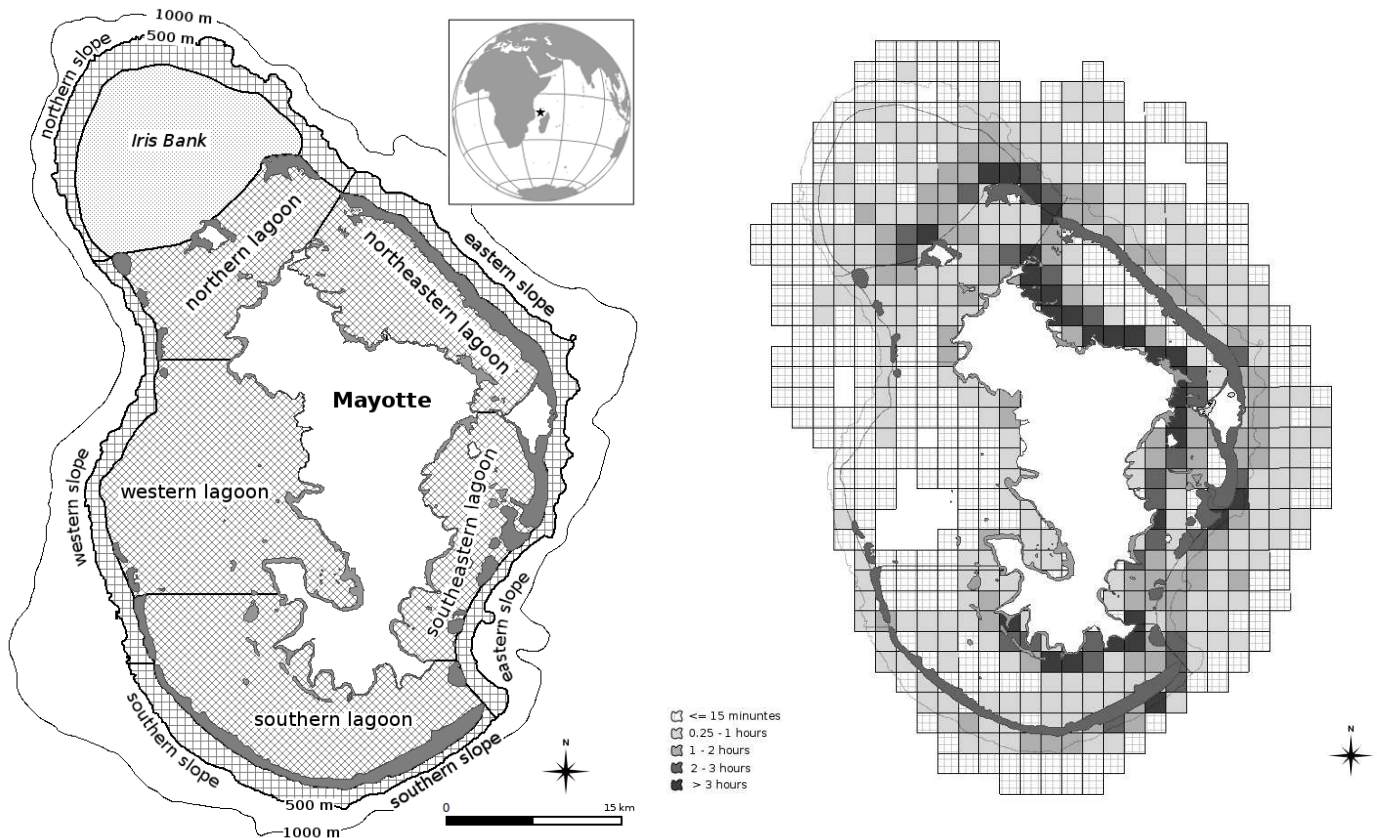 1000 m
500 m
northern slope
Iris Bank
northern lagoon
northeastern lagoon
eastern slope
Mayotte
western lagoon
western slope
southeastern lagoon
eastern slope
southern lagoon
southern slope
southern slope
500 m
1000 m
N
0 15 km
<= 15 minuntes
0.25 - 1 hours
1 - 2 hours
2 - 3 hours
> 3 hours
N